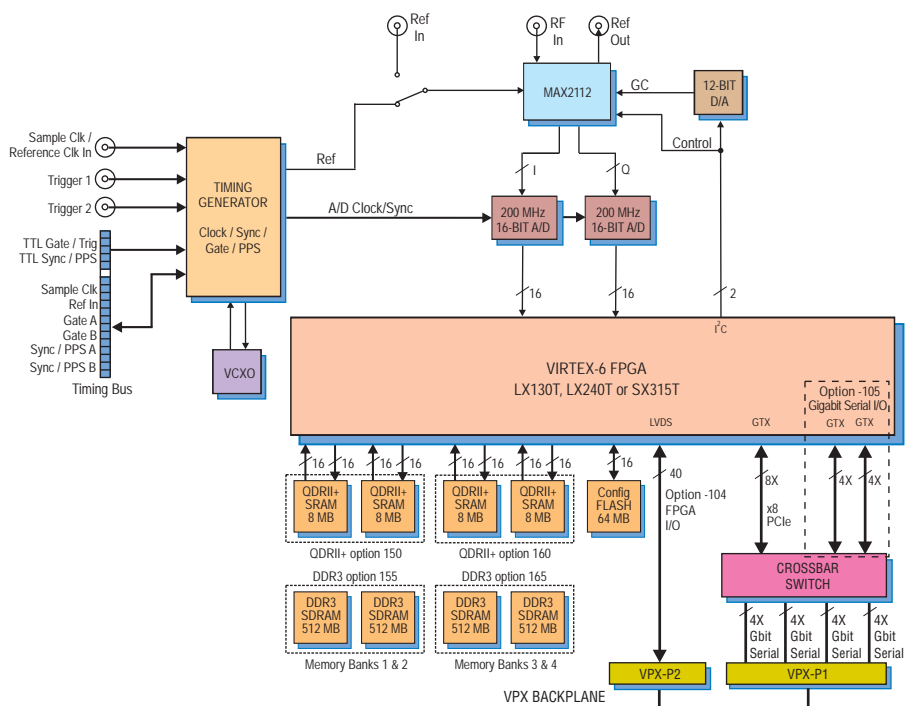 Ref
In
RF
In
Ref
Out
MAX2112
GC
12-BIT
D/A
Control
Sample Clk /
Reference Clk In
Trigger 1
Trigger 2
TTL Gate / Trig
TTL Sync / PPS
Sample Clk
Ref In
Gate A
Gate B
Sync / PPS A
Sync / PPS B
Timing Bus
TIMING
GENERATOR
Clock / Sync /
Gate / PPS
VCXO
Ref
A/D Clock/Sync
I
Q
200 MHz
16-BIT A/D
200 MHz
16-BIT A/D
16
16
2
I2C
VIRTEX-6 FPGA
LX130T, LX240T or SX315T
LVDS
GTX
Option -105
Gigabit Serial I/O
GTX
GTX
16
16
16
16
16
16
16
16
16
40
8X
4X
4X
QDRII+
SRAM
8 MB
QDRII+
SRAM
8 MB
QDRII+ option 150
QDRII+
SRAM
8 MB
QDRII+
SRAM
8 MB
QDRII+ option 160
Config
FLASH
64 MB
Option -104
FPGA
I/O
x8
PCIe
CROSSBAR
SWITCH
DDR3 option 155
DDR3
SDRAM
512 MB
DDR3
SDRAM
512 MB
Memory Banks 1 & 2
DDR3 option 165
DDR3
SDRAM
512 MB
DDR3
SDRAM
512 MB
Memory Banks 3 & 4
4X
Gbit
Serial
4X
Gbit
Serial
4X
Gbit
Serial
4X
Gbit
Serial
VPX-P2
VPX-P1
VPX BACKPLANE